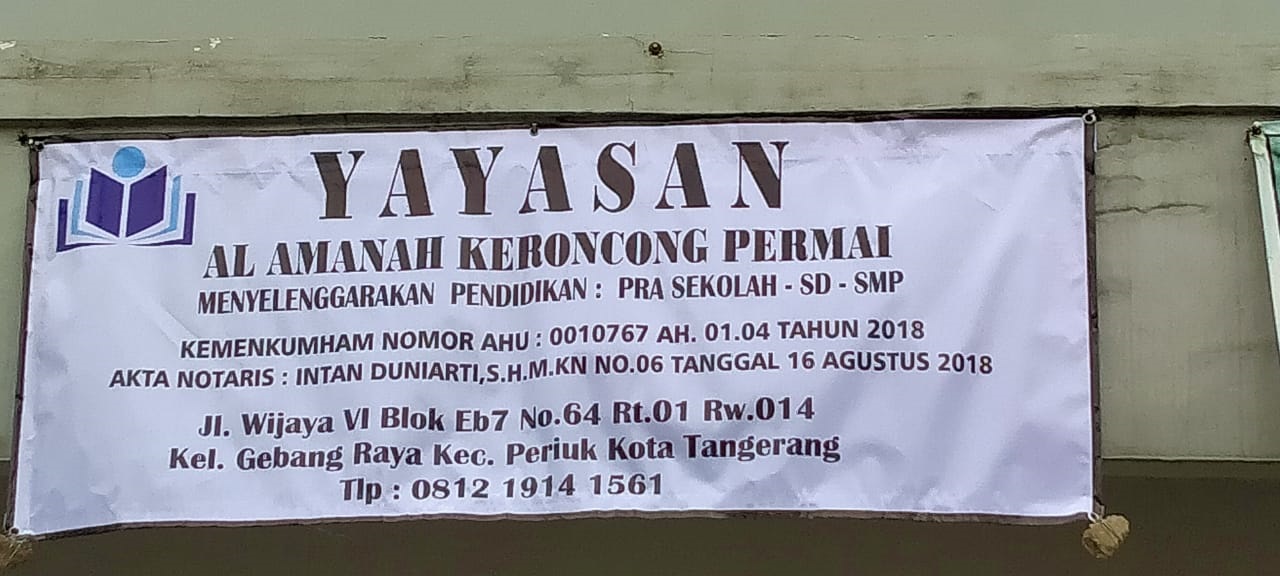 YAYASAN
AL AMANAH KERONCONG PERMAI
MENYELENGGARAKAN PENDIDIKAN : PRA SEKOLAH - SD - SMP
KEMENKUMHAM NOMOR AHU : 0010767 AH. 01.04 TAHUN 2018
AKTA NOTARIS : INTAN DUNIARTI,S.H.M.KN NO.06 TANGGAL 16 AGUSTUS 2018
Jl. Wijaya VI Blok Eb7 No.64 Rt.01 Rw.014
Kel. Gebang Raya Kec. Periuk Kota Tangerang
Tlp : 0812 1914 1561